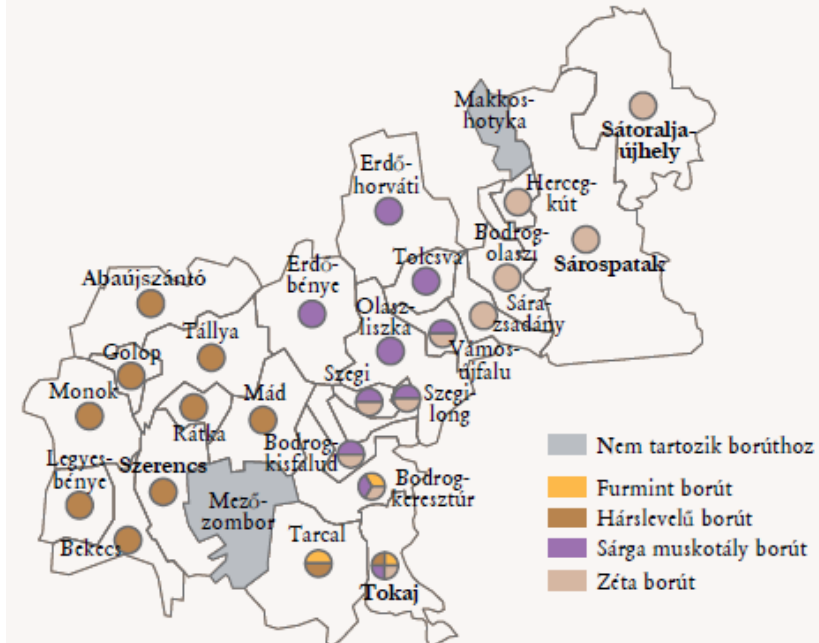 Makkos-
hotyka
Sátoralja-
újhely
Erdő-
horváti
Herceg-
kút
Bodrog-
olaszi
Sárospatak
Tolcsva
Erdő-
bénye
Abaújszántó
Olasz-
liszka
Sára-
zsadány
Tállya
Vámos-
újfalu
Golop
Szegi
Monok
Mád
Szegi-
long
Rátka
Bodrog-
kisfalud
Legyes-
bénye
Szerencs
Mező-
zombor
Bodrog-
keresztúr
Bekecs
Tarcal
Tokaj
Nem tartozik borúthoz
Furmint borút
Hárslevelű borút
Sárga muskotály borút
Zéta borút